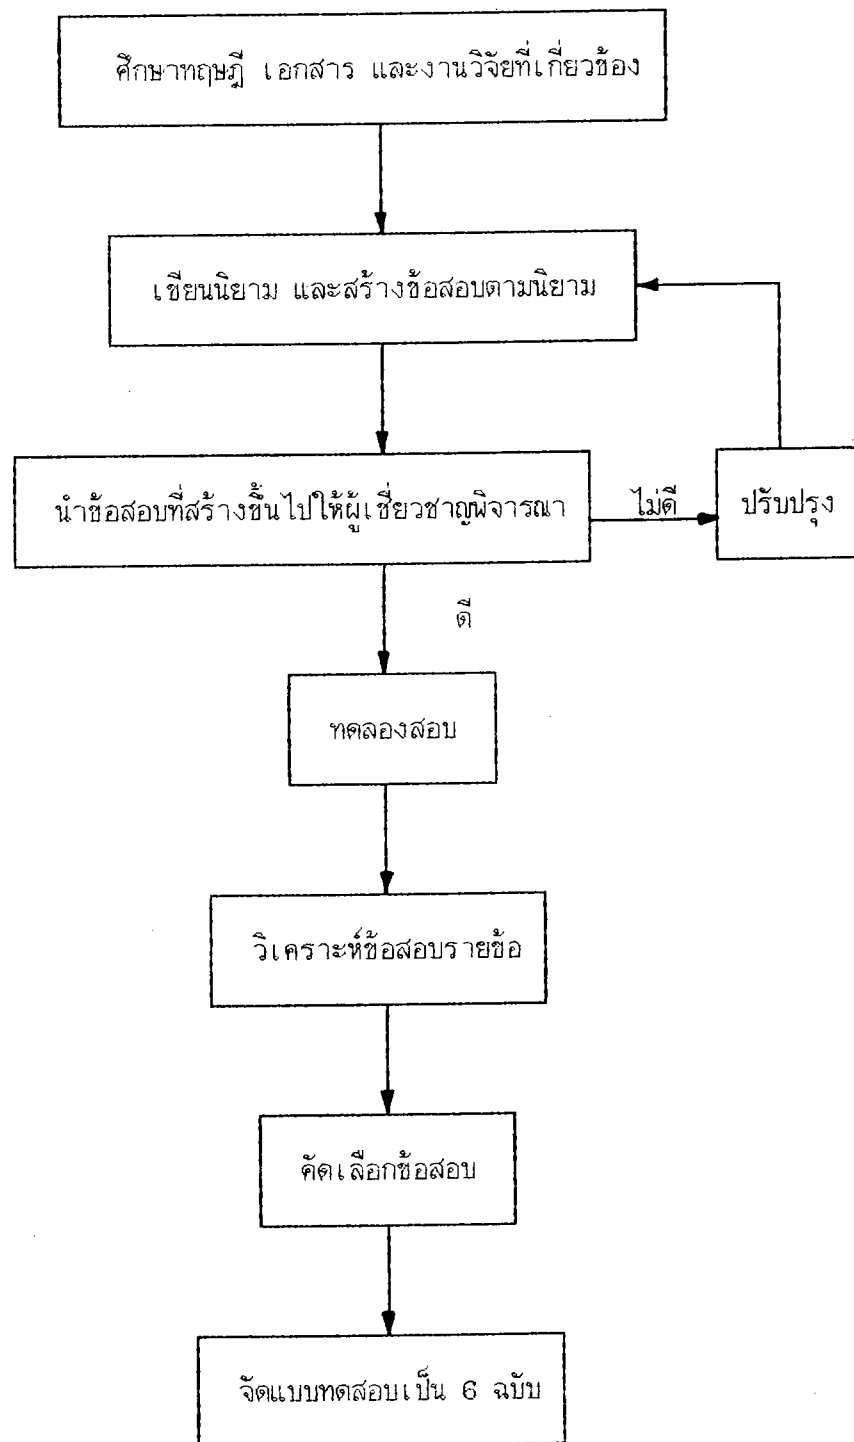 ศึกษาทฤษฎี เอกสาร และงานวิจัยที่เกี่ยวข้อง
เขียนนิยาม และสร้างข้อสอบตามนิยาม
นำข้อสอบที่สร้างขึ้นไปให้ผู้เชี่ยวชาญพิจารณา
ไม่ดี
ปรับปรุง
ดี
ทดลองสอบ
วิเคราะห์ข้อสอบรายข้อ
คัดเลือกข้อสอบ
จัดแบบทดสอบเป็น 6 ฉบับ